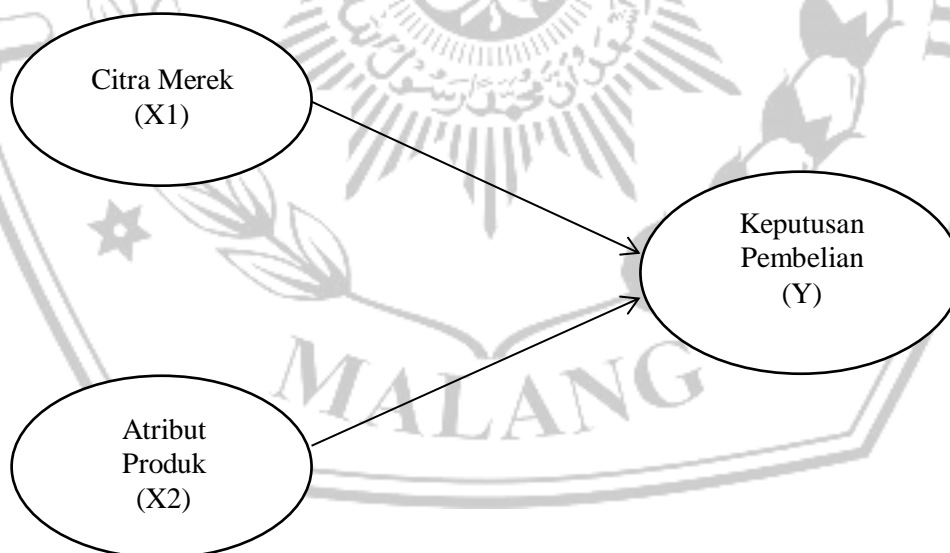 Citra Merek
(X1)
Keputusan
Pembelian
(Y)
Atribut
Produk
(X2)
MALANG